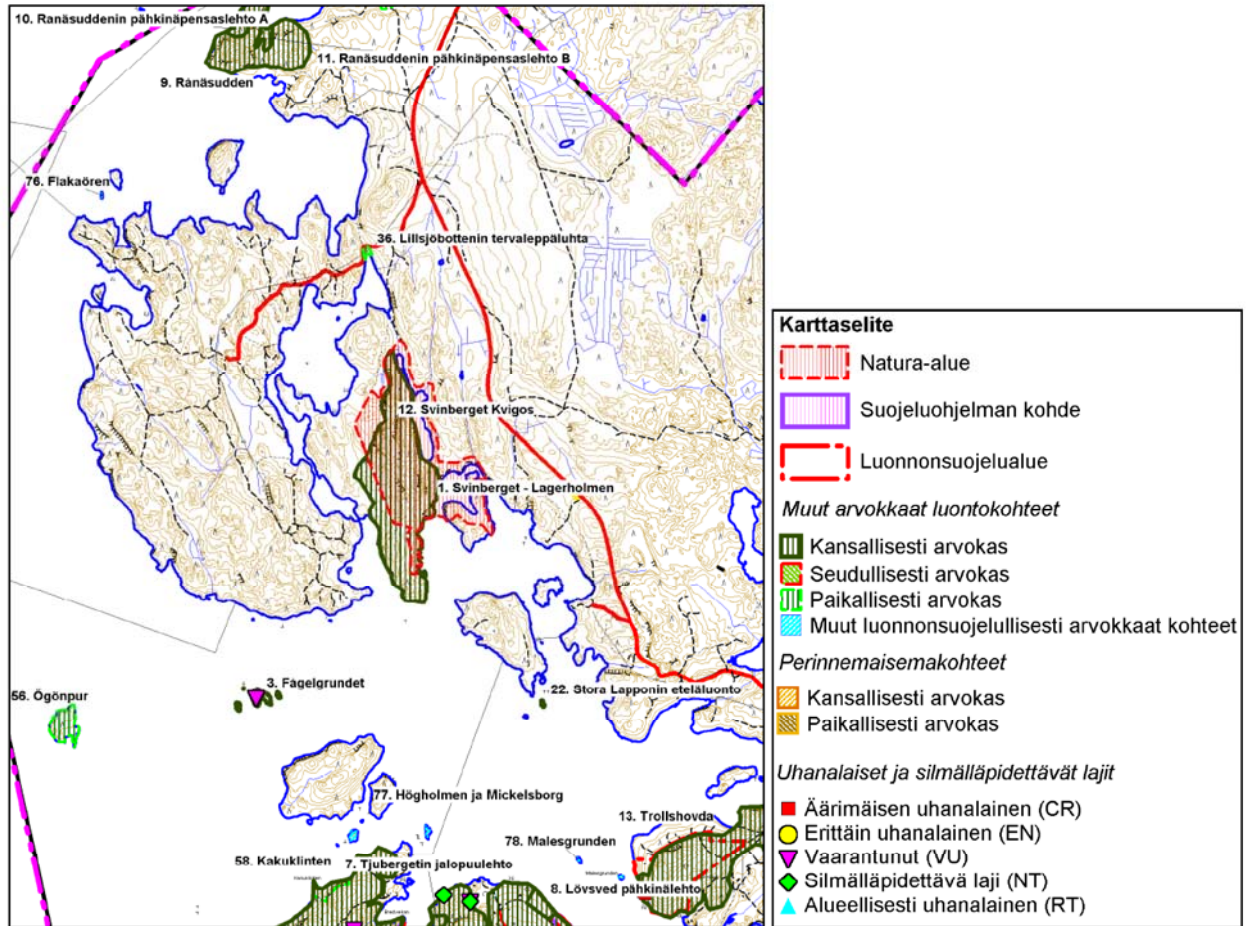 10. Ranäsuddenin pähkinäpensaslehto A
11. Ranäsuddenin pähkinäpensaslehto B
9. Ranäsudden
76. Flakaören
36. Lillsjöbottenin tervaleppäluhta
12. Svinberget Kvigos
1. Svinberget - Lagerholmen
3. Fagelgrundet
56. Ögönpur
22. Stora Lapponin eteläluonto
77. Högholmen ja Mickelsborg
13. Trollshovda
78. Malesgrunden
58. Kakuklinten
7. Tjubergetin jalopuulehto
8. Lövsved pähkinälehto
Karttaselite
Natura-alue
Suojeluohjelman kohde
Luonnonsuojelualue
Muut arvokkaat luontokohteet
Kansallisesti arvokas
Seudullisesti arvokas
Paikallisesti arvokas
Muut luonnonsuojelullisesti arvokkaat kohteet
Perinnemaisemakohteet
Kansallisesti arvokas
Paikallisesti arvokas
Uhanalaiset ja silmälläpidettävät lajit
Äärimäisen uhanalainen (CR)
Erittäin uhanalainen (EN)
Vaarantunut (VU)
Silmälläpidettävä laji (NT)
Alueellisesti uhanalainen (RT)